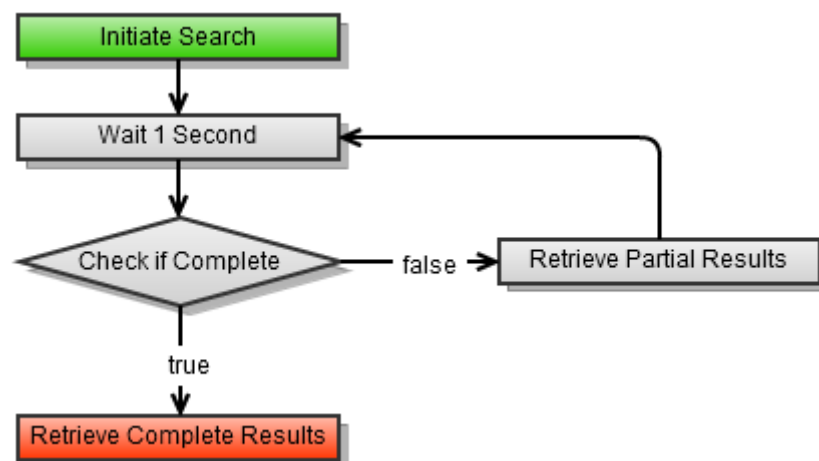 Initiate Search
Wait 1 Second
Check if Complete
false
Retrieve Partial Results
true
Retrieve Complete Results